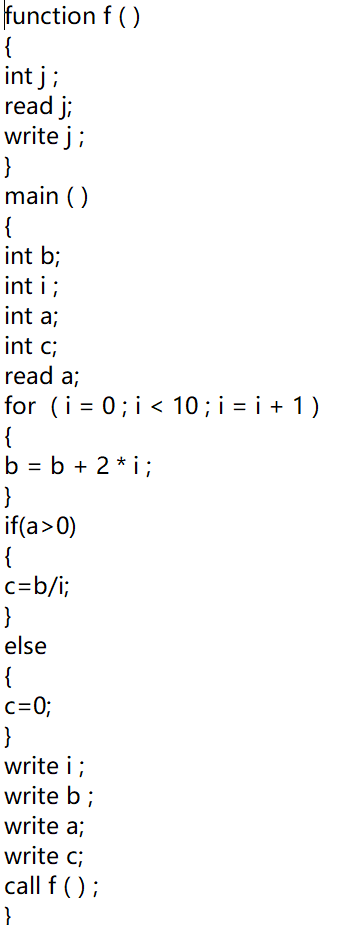 function f ( )
{
int j ;
read j;
write j ;
}
main ( )
{
int b;
int i ;
int a;
int c;
read a;
for  ( i = 0 ; i < 10 ; i = i + 1 )
{
b = b + 2 * i ;
}
if(a>0)
{
c=b/i;
}
else
{
c=0;
}
write i ;
write b ;
write a;
write c;
call f ( ) ;
}